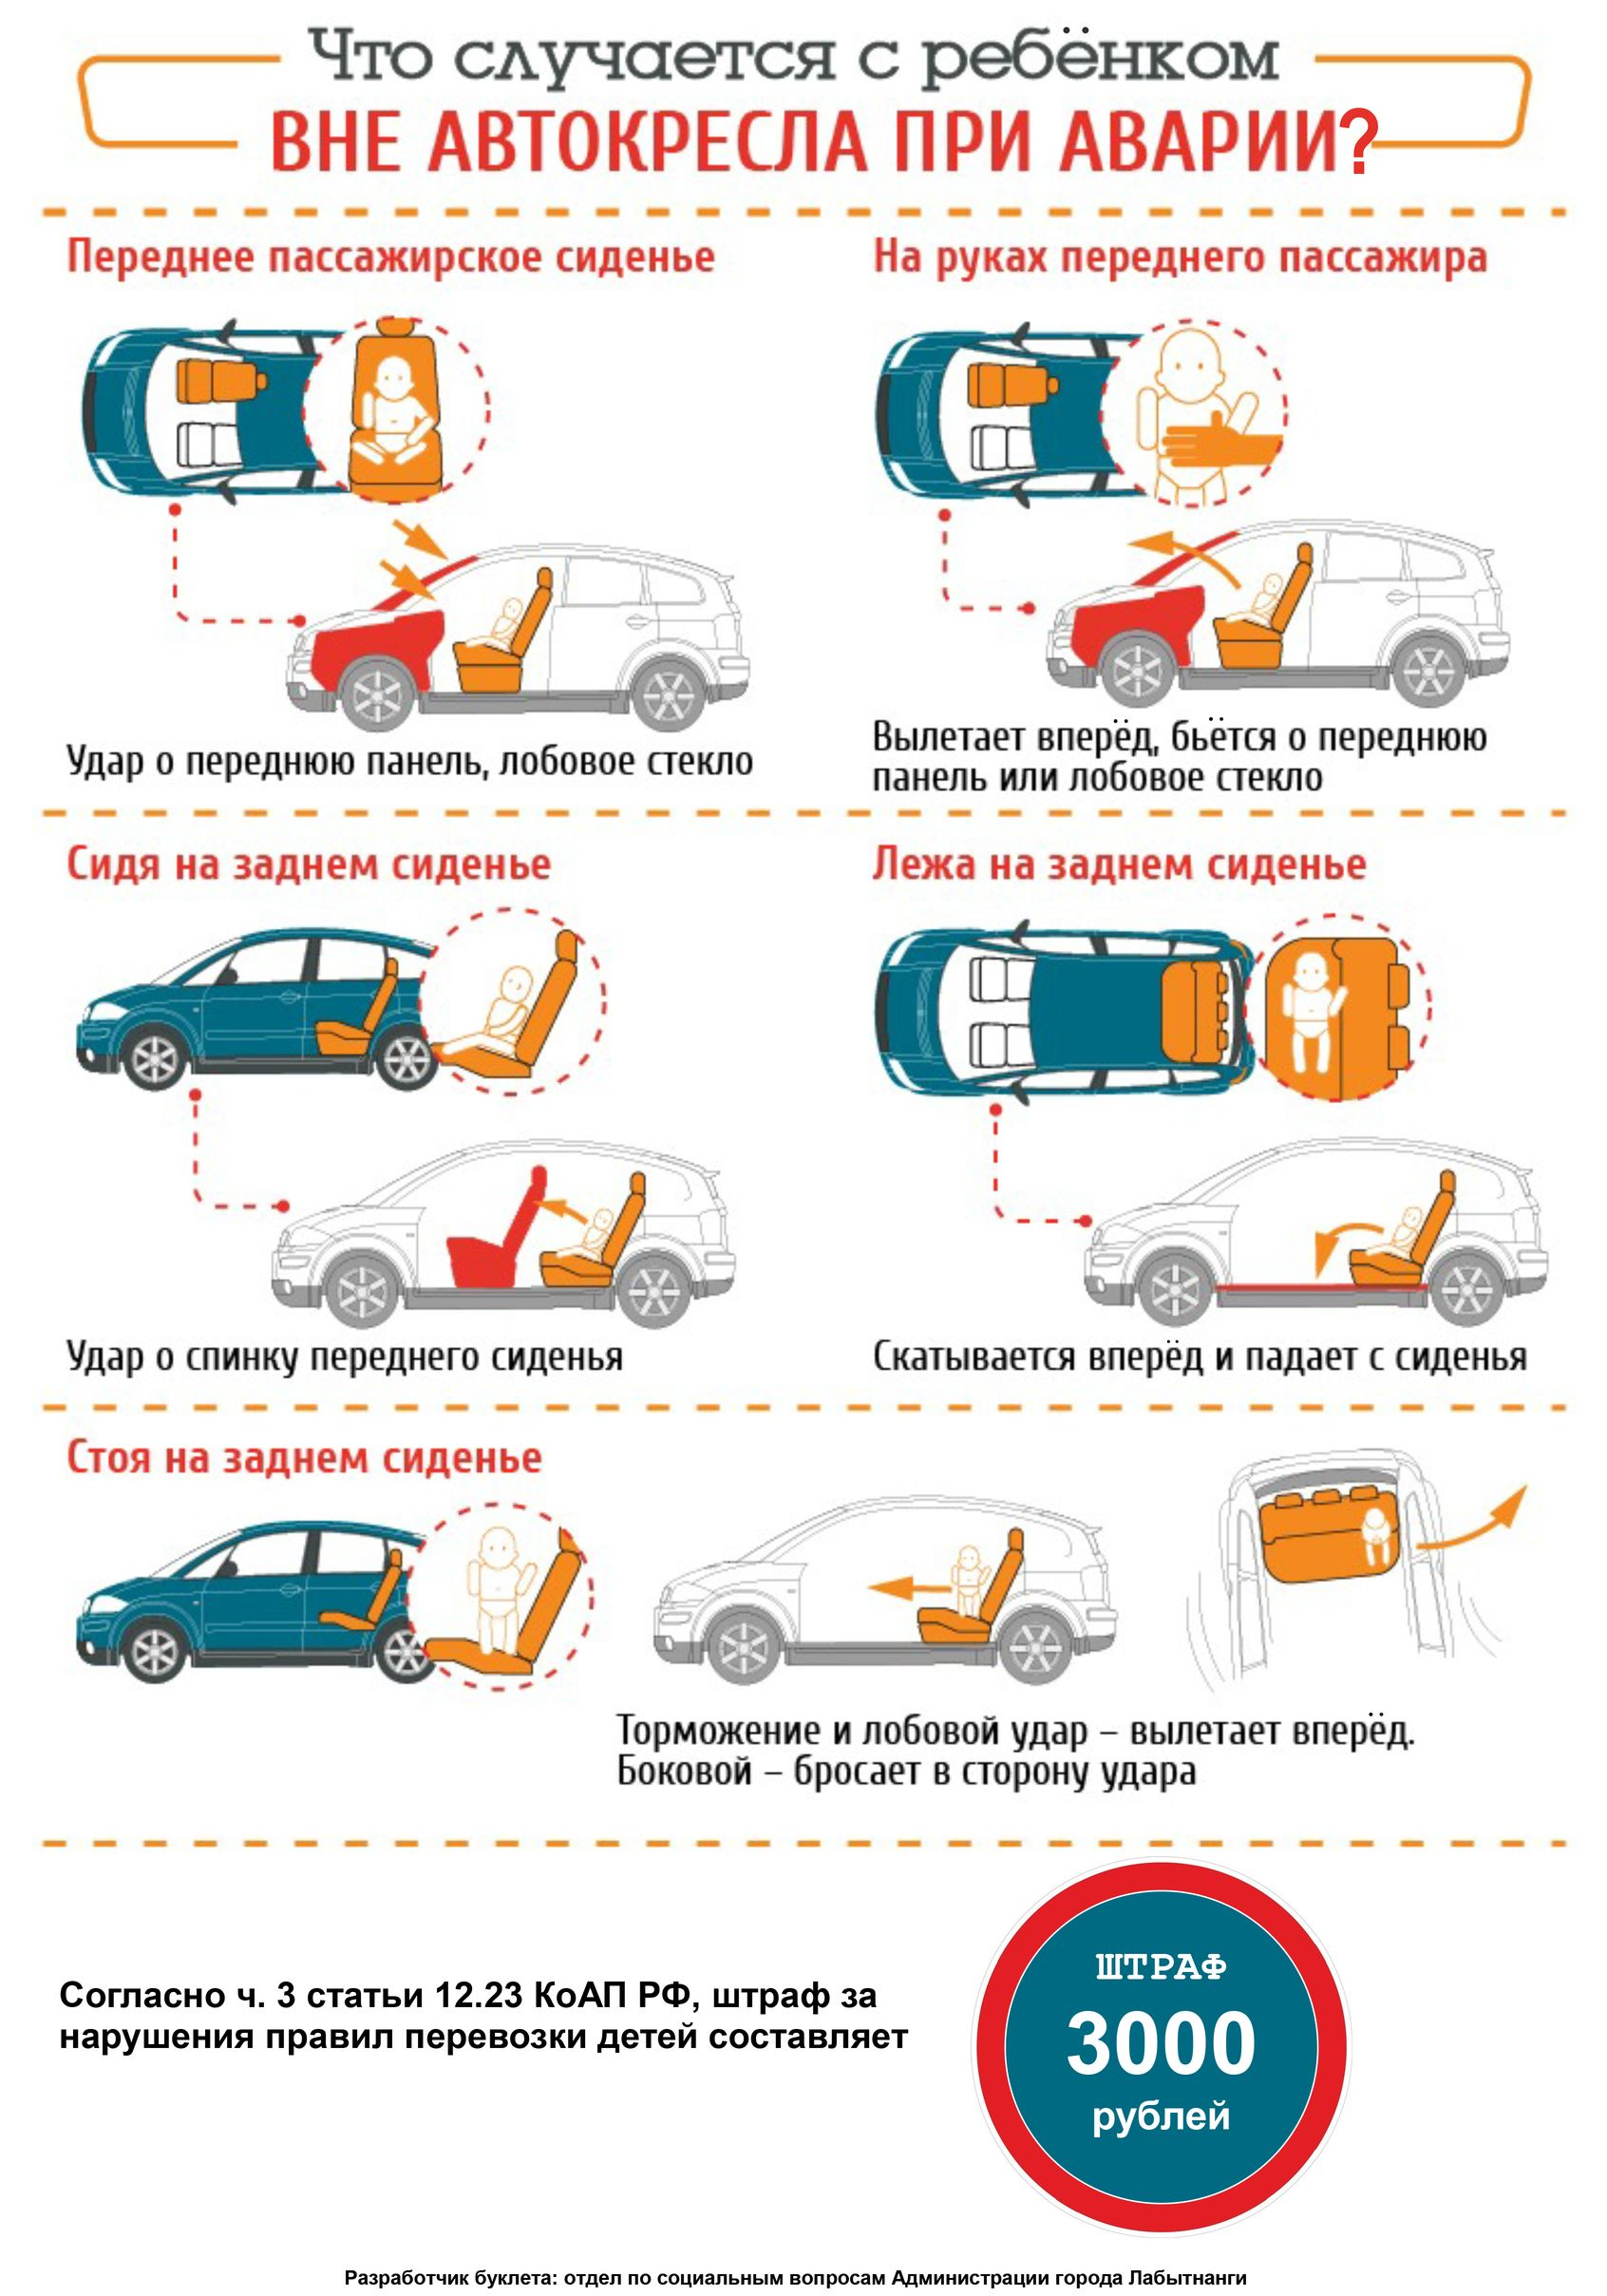 Что случается с ребёнком
ВНЕ АВТОКРЕСЛА ПРИ АВАРИИ?
Переднее пассажирское сиденье
Удар о переднюю панель, лобовое стекло
На руках переднего пассажира
Вылетает вперёд, бьётся о переднюю
панель или лобовое стекло
Сидя на заднем сиденье
Удар о спинку переднего сиденья
Лежа на заднем сиденье
Скатывается вперёд и падает с сиденья
Стоя на заднем сиденье
Торможение и лобовой удар – вылетает вперёд.
Боковой – бросает в сторону удара
Согласно ч. 3 статьи 12.23 КоАП РФ, штраф за
нарушения правил перевозки детей составляет
ШТРАФ
3000
рублей
Разработчик буклета: отдел по социальным вопросам Администрации города Лабытнанги